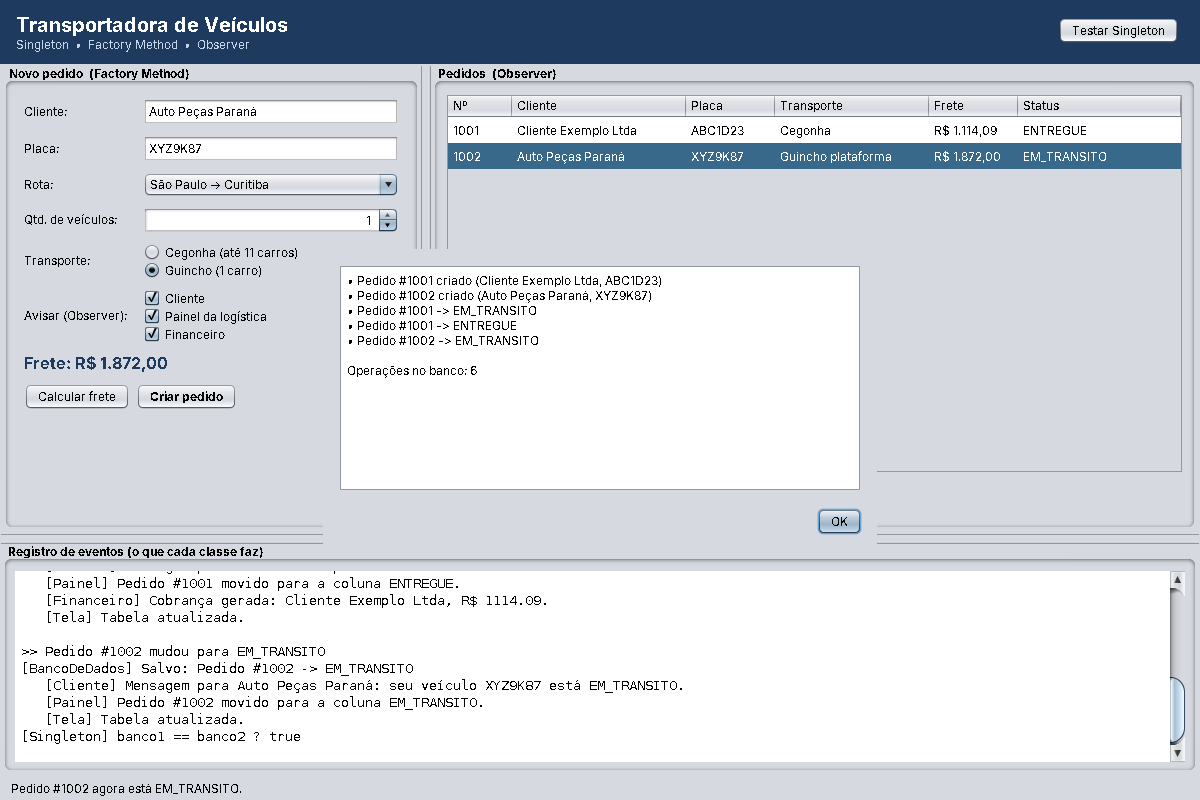 Transportadora de Veículos
Singleton • Factory Method • Observer
Testar Singleton
Novo pedido (Factory Method)
Cliente:
Auto Peças Paraná
Placa:
XYZ9K87
Rota:
São Paulo → Curitiba
Qtd. de veículos:
1
Transporte:
Cegonha (até 11 carros)
Guincho (1 carro)
Avisar (Observer):
Cliente
Painel da logística
Financeiro
Frete: R$ 1.872,00
Calcular frete
Criar pedido
Pedidos (Observer)
Nº Cliente Placa Transporte Frete Status
1001 Cliente Exemplo Ltda ABC1D23 Cegonha R$ 1.114,09 ENTREGUE
1002 Auto Peças Paraná XYZ9K87 Guincho plataforma R$ 1.872,00 EM_TRANSITO
• Pedido #1001 criado (Cliente Exemplo Ltda, ABC1D23)
• Pedido #1002 criado (Auto Peças Paraná, XYZ9K87)
• Pedido #1001 -> EM_TRANSITO
• Pedido #1001 -> ENTREGUE
• Pedido #1002 -> EM_TRANSITO
Operações no banco: 6
OK
Registro de eventos (o que cada classe faz)
[Painel] Pedido #1001 movido para a coluna ENTREGUE.
[Financeiro] Cobrança gerada: Cliente Exemplo Ltda, R$ 1114.09.
[Tela] Tabela atualizada.
>> Pedido #1002 mudou para EM_TRANSITO
[BancoDeDados] Salvo: Pedido #1002 -> EM_TRANSITO
[Cliente] Mensagem para Auto Peças Paraná: seu veículo XYZ9K87 está EM_TRANSITO.
[Painel] Pedido #1002 movido para a coluna EM_TRANSITO.
[Tela] Tabela atualizada.
[Singleton] banco1 == banco2 ? true
Pedido #1002 agora está EM_TRANSITO.